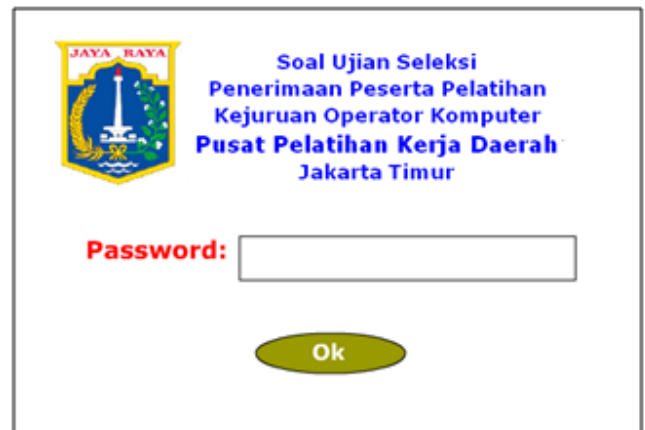 JAYA RAYA
Soal Ujian Seleksi
Penerimaan Peserta Pelatihan
Kejuruan Operator Komputer
Pusat Pelatihan Kerja Daerah
Jakarta Timur
Password:
Ok